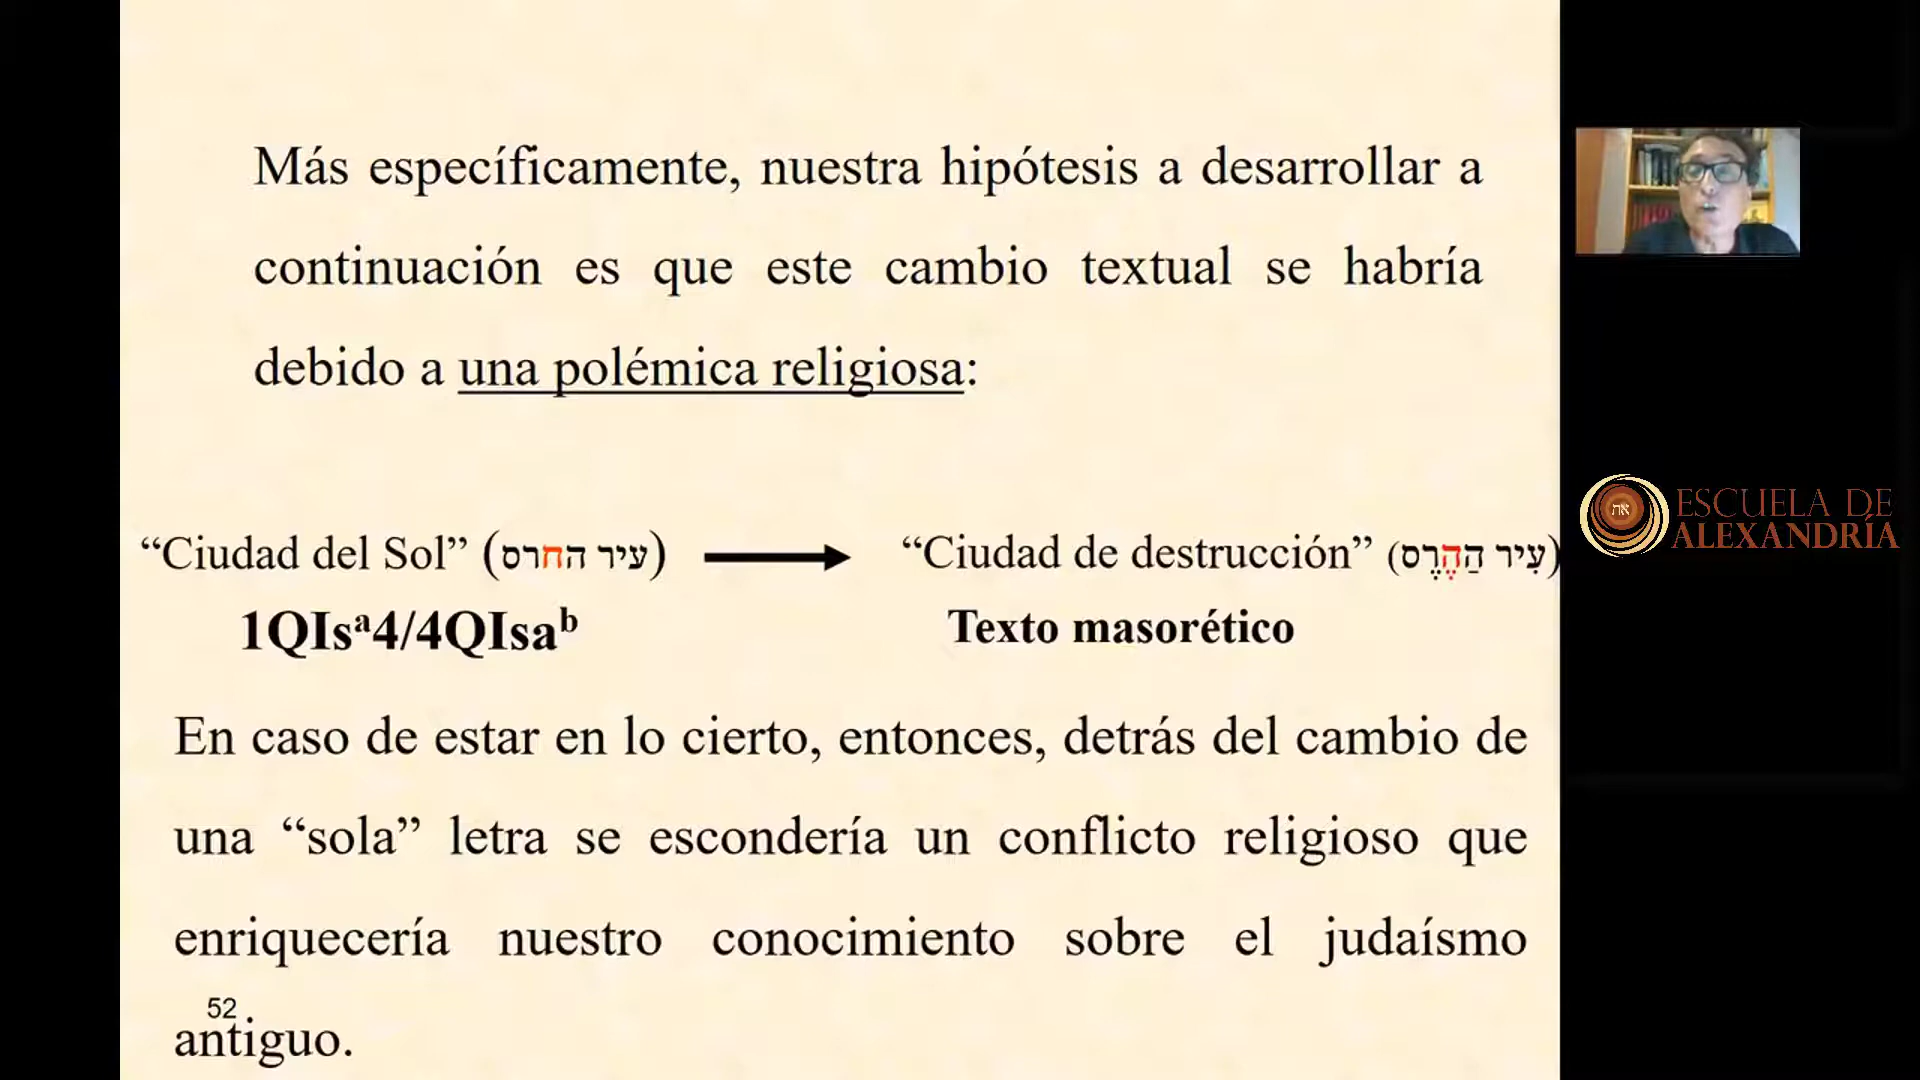 Más específicamente, nuestra hipótesis a desarrollar a
continuación es que este cambio textual se habría
debido a una polémica religiosa:
“Ciudad del Sol” (עיר החרס) “Ciudad de destrucción” (עִיר הַהֶרֶס)
1QIsᵃ4/4QIsaᵇ Texto masorético
En caso de estar en lo cierto, entonces, detrás del cambio de
una “sola” letra se escondería un conflicto religioso que
enriquecería nuestro conocimiento sobre el judaísmo
antiguo.
52
את
ESCUELA DE
ALEXANDRÍA